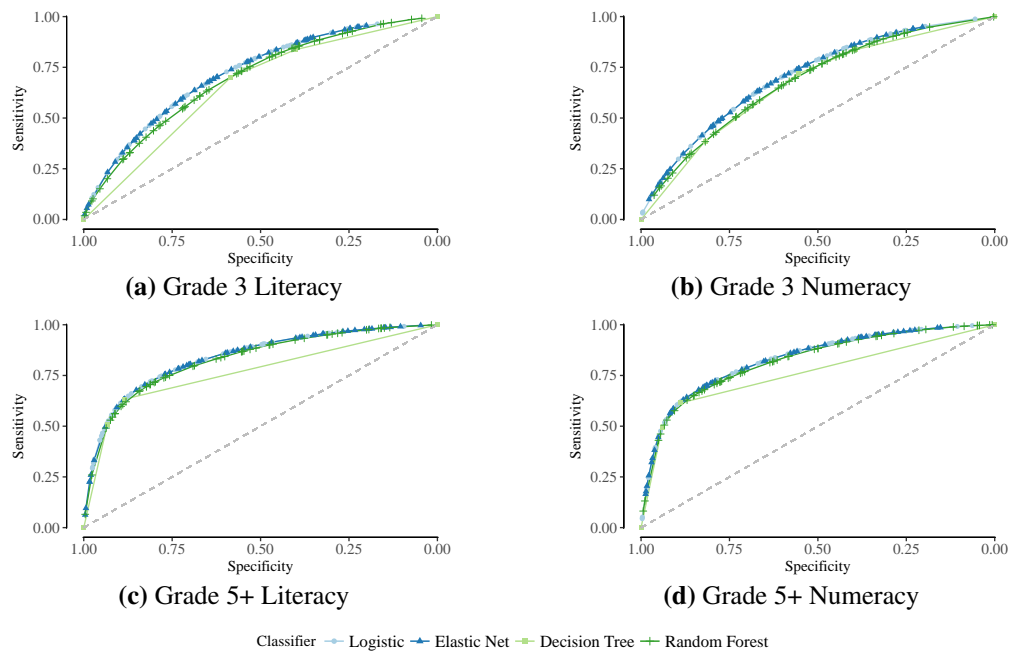 1.00
0.75
0.50
0.25
0.00
Sensitivity
1.00 0.75 0.50 0.25 0.00
Specificity
(a) Grade 3 Literacy
1.00
0.75
0.50
0.25
0.00
Sensitivity
1.00 0.75 0.50 0.25 0.00
Specificity
(b) Grade 3 Numeracy
1.00
0.75
0.50
0.25
0.00
Sensitivity
1.00 0.75 0.50 0.25 0.00
Specificity
(c) Grade 5+ Literacy
1.00
0.75
0.50
0.25
0.00
Sensitivity
1.00 0.75 0.50 0.25 0.00
Specificity
(d) Grade 5+ Numeracy
Classifier Logistic Elastic Net Decision Tree Random Forest